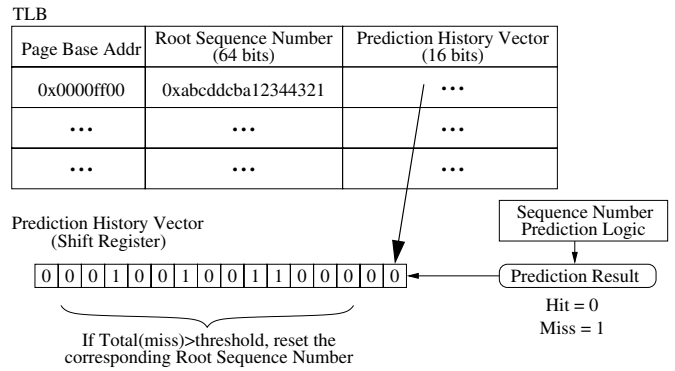 TLB
Page Base Addr
Root Sequence Number
(64 bits)
Prediction History Vector
(16 bits)
0x0000ff00
0xabcddcba12344321
•••
•••
•••
•••
•••
•••
•••
Prediction History Vector
(Shift Register)
0 0 0 1 0 0 1 0 0 1 1 0 0 0 0 0
Sequence Number
Prediction Logic
Prediction Result
Hit = 0
Miss = 1
If Total(miss)>threshold, reset the
corresponding Root Sequence Number